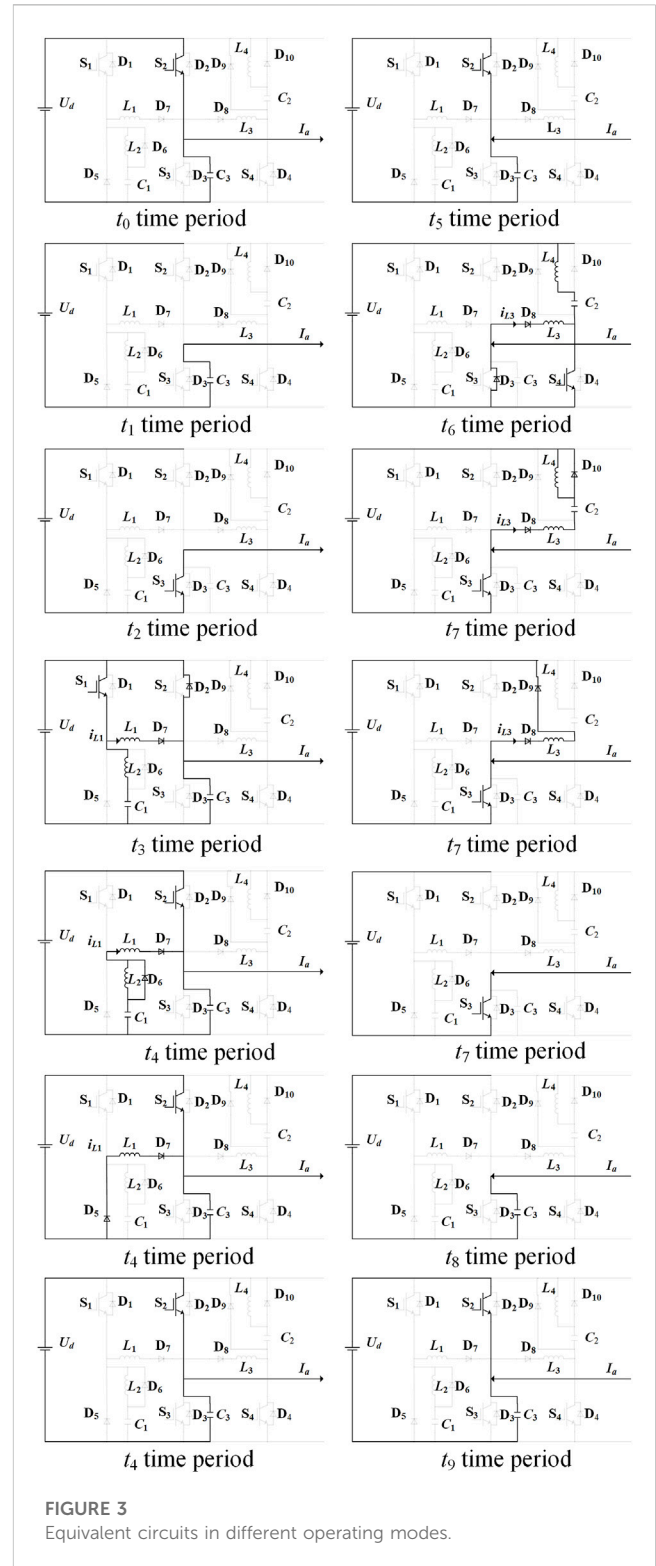 L4
S1 D1 S2 D2 D9 D10
Ud L1 D7 D8 C2
L2 D6 L3 Ia
D5 C1 S3 D3 C3 S4 D4
t0 time period
L4
S1 D1 S2 D2 D9 D10
Ud L1 D7 D8 C2
L2 D6 L3 Ia
D5 C1 S3 D3 C3 S4 D4
t5 time period
L4
S1 D1 S2 D2 D9 D10
Ud L1 D7 D8 C2
L2 D6 L3 Ia
D5 C1 S3 D3 C3 S4 D4
t1 time period
L4
S1 D1 S2 D2 D9 D10
Ud L1 D7 iL3 D8 C2
L2 D6 L3 Ia
D5 C1 S3 D3 C3 S4 D4
t6 time period
L4
S1 D1 S2 D2 D9 D10
Ud L1 D7 D8 C2
L2 D6 L3 Ia
D5 C1 S3 D3 C3 S4 D4
t2 time period
L4
S1 D1 S2 D2 D9 D10
Ud L1 D7 iL3 D8 C2
L2 D6 L3 Ia
D5 C1 S3 D3 C3 S4 D4
t7 time period
L4
S1 D1 S2 D2 D9 D10
Ud iL1 L1 D7 D8 C2
L2 D6 L3 Ia
D5 C1 S3 D3 C3 S4 D4
t3 time period
L4
S1 D1 S2 D2 D9 D10
Ud L1 D7 iL3 D8 C2
L2 D6 L3 Ia
D5 C1 S3 D3 C3 S4 D4
t7 time period
L4
S1 D1 S2 D2 D9 D10
Ud iL1 L1 D7 D8 C2
L2 D6 L3 Ia
D5 C1 S3 D3 C3 S4 D4
t4 time period
L4
S1 D1 S2 D2 D9 D10
Ud L1 D7 D8 C2
L2 D6 L3 Ia
D5 C1 S3 D3 C3 S4 D4
t7 time period
L4
S1 D1 S2 D2 D9 D10
Ud iL1 L1 D7 D8 C2
L2 D6 L3 Ia
D5 C1 S3 D3 C3 S4 D4
t4 time period
L4
S1 D1 S2 D2 D9 D10
Ud L1 D7 D8 C2
L2 D6 L3 Ia
D5 C1 S3 D3 C3 S4 D4
t8 time period
L4
S1 D1 S2 D2 D9 D10
Ud L1 D7 D8 C2
L2 D6 L3 Ia
D5 C1 S3 D3 C3 S4 D4
t4 time period
L4
S1 D1 S2 D2 D9 D10
Ud L1 D7 D8 C2
L2 D6 L3 Ia
D5 C1 S3 D3 C3 S4 D4
t9 time period
FIGURE 3
Equivalent circuits in different operating modes.